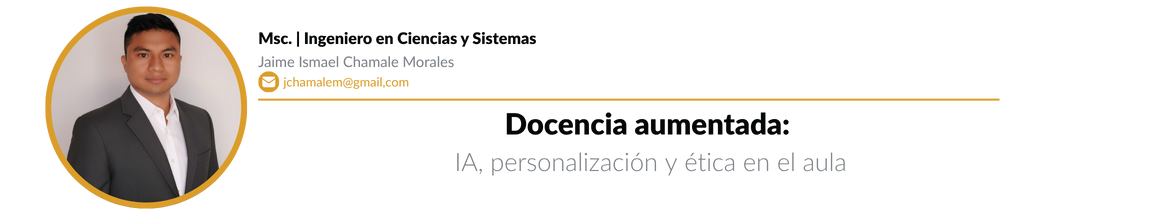 Msc. | Ingeniero en Ciencias y Sistemas
Jaime Ismael Chamale Morales
jchamalem@gmail,com
Docencia aumentada:
IA, personalización y ética en el aula